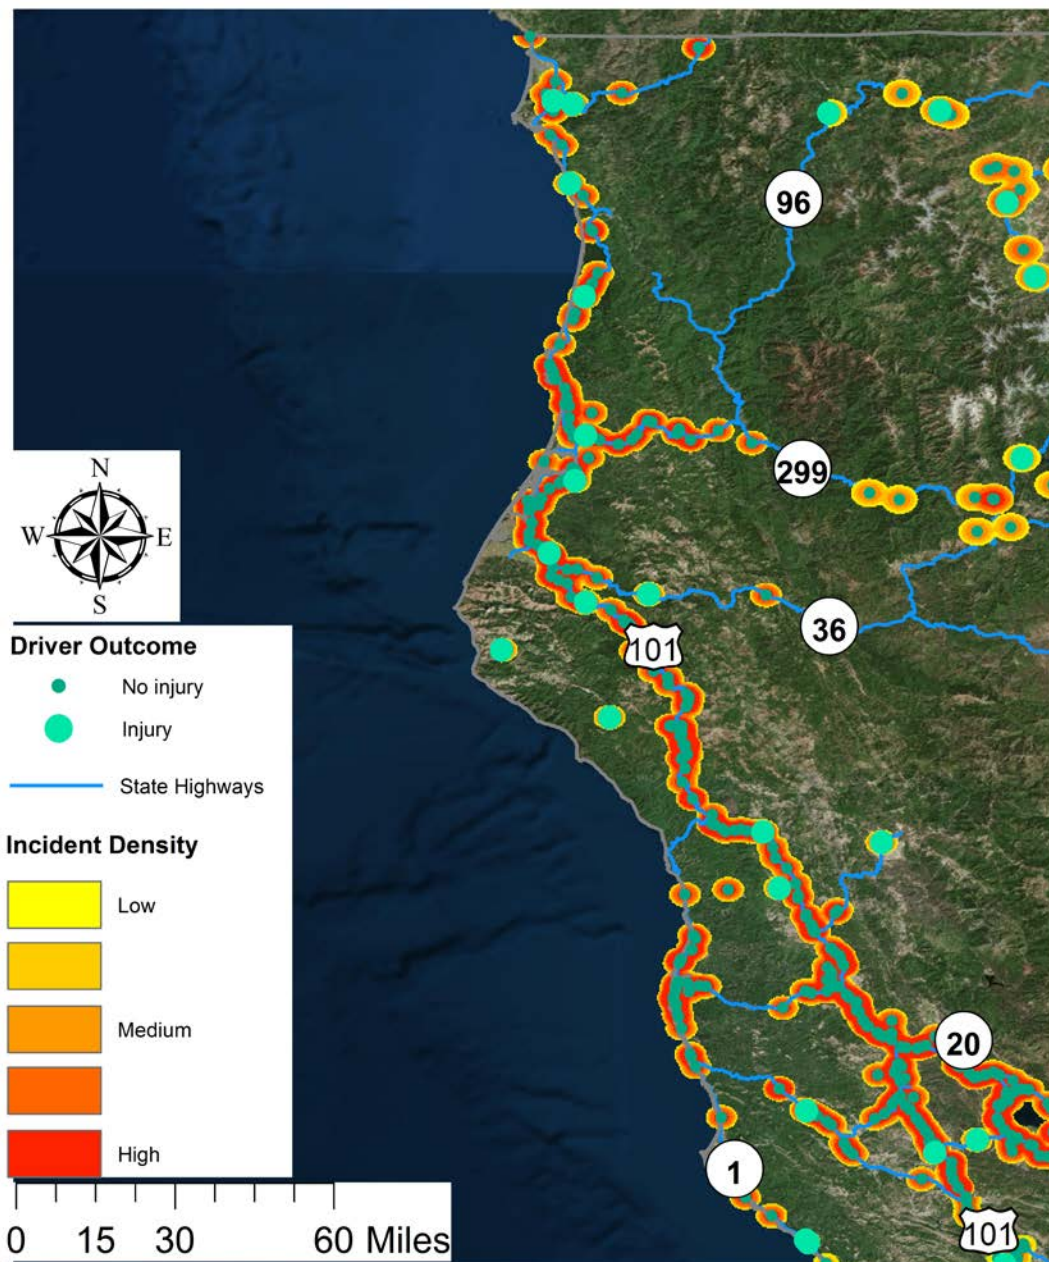 96
299
N
W E
S
36
101
Driver Outcome
No injury
Injury
State Highways
Incident Density
Low
Medium
High
20
1
101
0 15 30 60 Miles